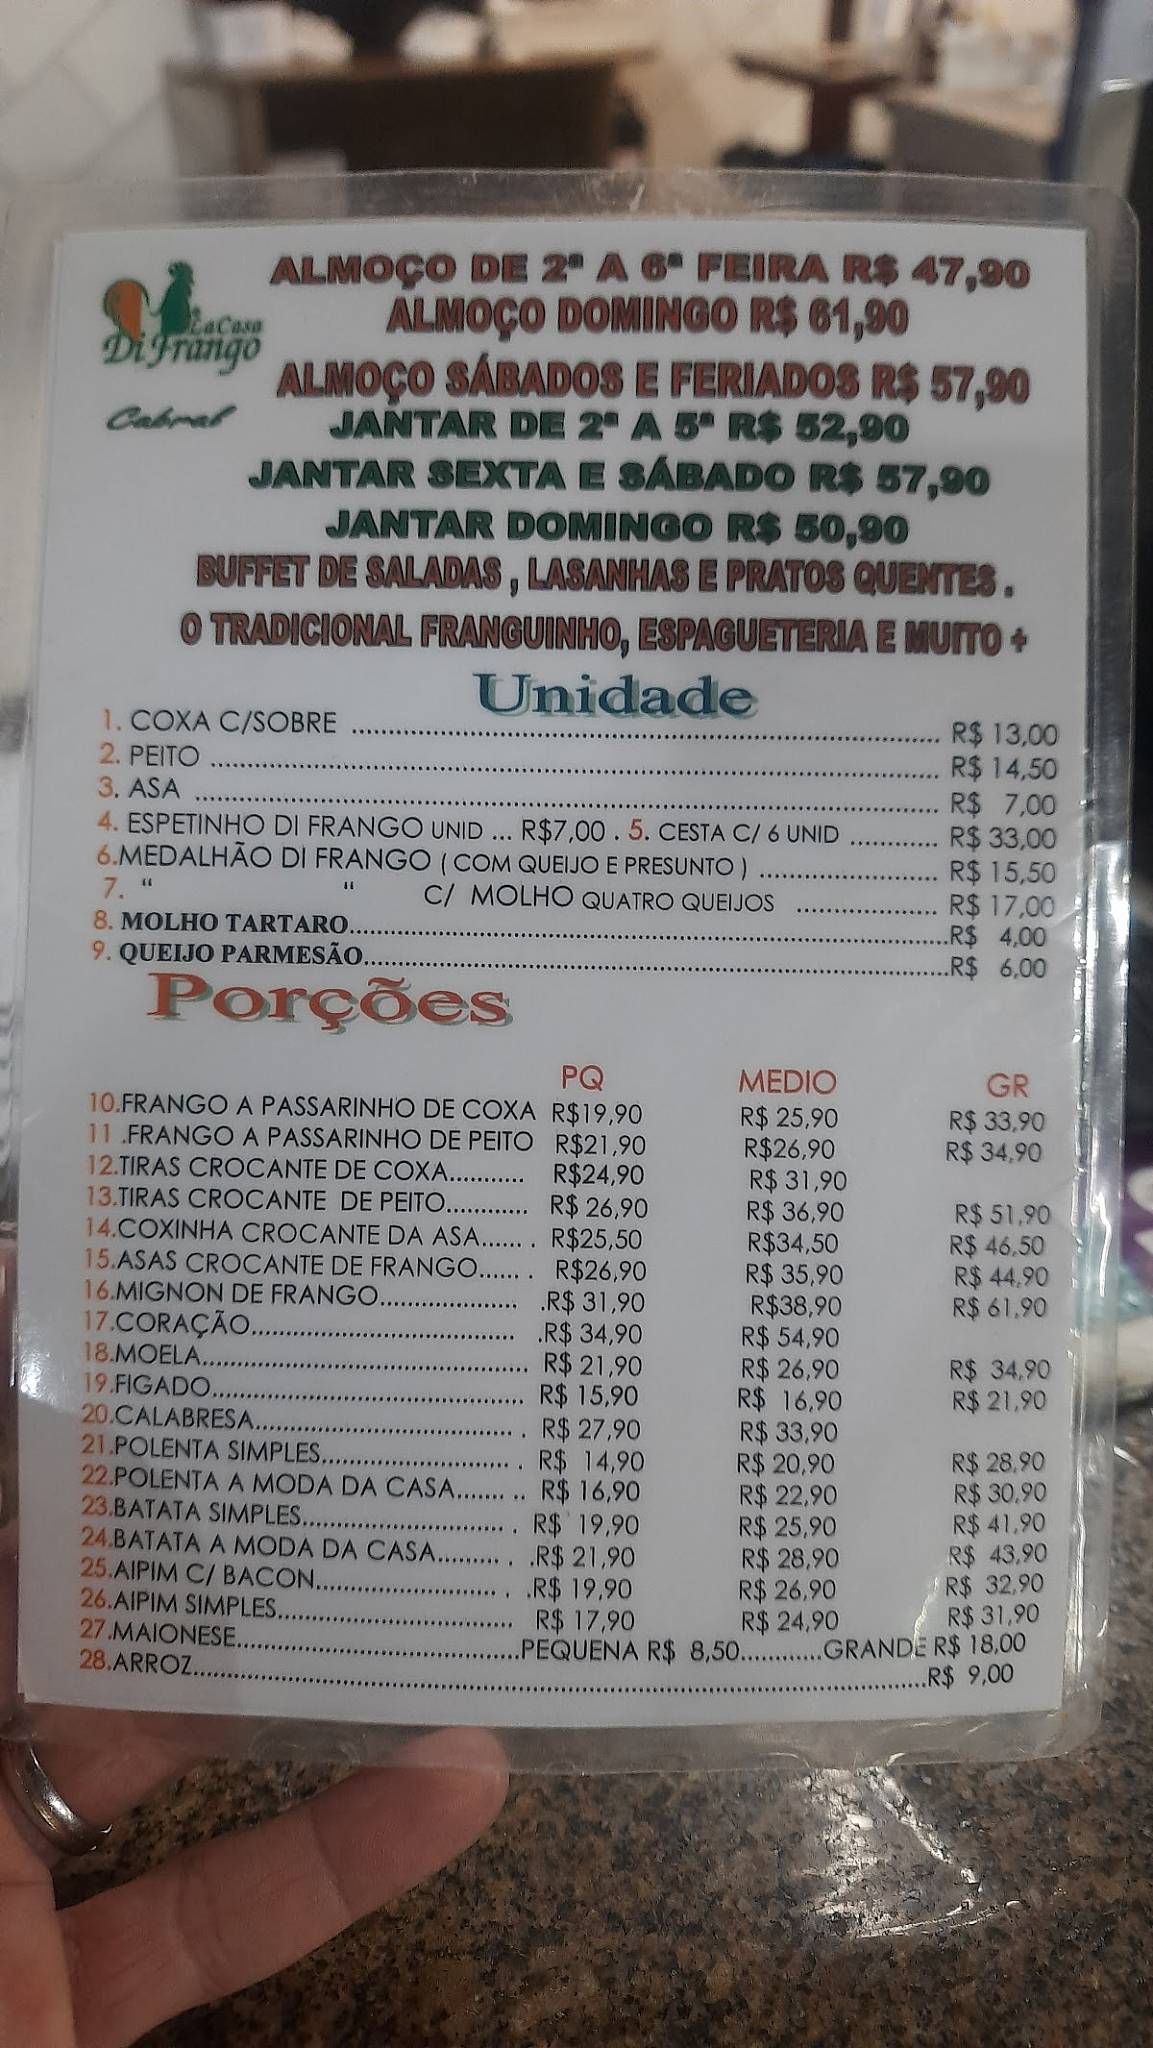 ALMOÇO DE 2ª A 6ª FEIRA R$ 47,90
ALMOÇO DOMINGO R$ 61,90
LaCasa
Di Frango
ALMOÇO SÁBADOS E FERIADOS R$ 57,90
Cabral
JANTAR DE 2ª A 5ª R$ 52,90
JANTAR SEXTA E SÁBADO R$ 57,90
JANTAR DOMINGO R$ 50,90
BUFFET DE SALADAS , LASANHAS E PRATOS QUENTES .
O TRADICIONAL FRANGUINHO, ESPAGUETERIA E MUITO +
Unidade
1. COXA C/SOBRE ........ R$ 13,00
2. PEITO ........ R$ 14,50
3. ASA ........ R$ 7,00
4. ESPETINHO DI FRANGO UNID ... R$7,00 . 5. CESTA C/ 6 UNID ............ R$ 33,00
6.MEDALHÃO DI FRANGO ( COM QUEIJO E PRESUNTO ) ........ R$ 15,50
7. “ “ C/ MOLHO QUATRO QUEIJOS ........ R$ 17,00
8. MOLHO TARTARO........R$ 4,00
9. QUEIJO PARMESÃO........R$ 6,00
Porções
PQ MEDIO GR
10.FRANGO A PASSARINHO DE COXA R$19,90 R$ 25,90 R$ 33,90
11 .FRANGO A PASSARINHO DE PEITO R$21,90 R$26,90 R$ 34,90
12.TIRAS CROCANTE DE COXA........... R$24,90 R$ 31,90
13.TIRAS CROCANTE DE PEITO............ R$ 26,90 R$ 36,90 R$ 51,90
14.COXINHA CROCANTE DA ASA...... . R$25,50 R$34,50 R$ 46,50
15.ASAS CROCANTE DE FRANGO...... . R$26,90 R$ 35,90 R$ 44,90
16.MIGNON DE FRANGO.................... .R$ 31,90 R$38,90 R$ 61,90
17.CORAÇÃO........ .R$ 34,90 R$ 54,90
18.MOELA........ R$ 21,90 R$ 26,90 R$ 34,90
19.FIGADO........ R$ 15,90 R$ 16,90 R$ 21,90
20.CALABRESA........ . R$ 27,90 R$ 33,90
21.POLENTA SIMPLES........ . R$ 14,90 R$ 20,90 R$ 28,90
22.POLENTA A MODA DA CASA....... .. R$ 16,90 R$ 22,90 R$ 30,90
23.BATATA SIMPLES........ . R$ 19,90 R$ 25,90 R$ 41,90
24.BATATA A MODA DA CASA......... . .R$ 21,90 R$ 28,90 R$ 43,90
25.AIPIM C/ BACON........ . .R$ 19,90 R$ 26,90 R$ 32,90
26.AIPIM SIMPLES........ R$ 17,90 R$ 24,90 R$ 31,90
27.MAIONESE........PEQUENA R$ 8,50............GRANDE R$ 18,00
28.ARROZ........R$ 9,00